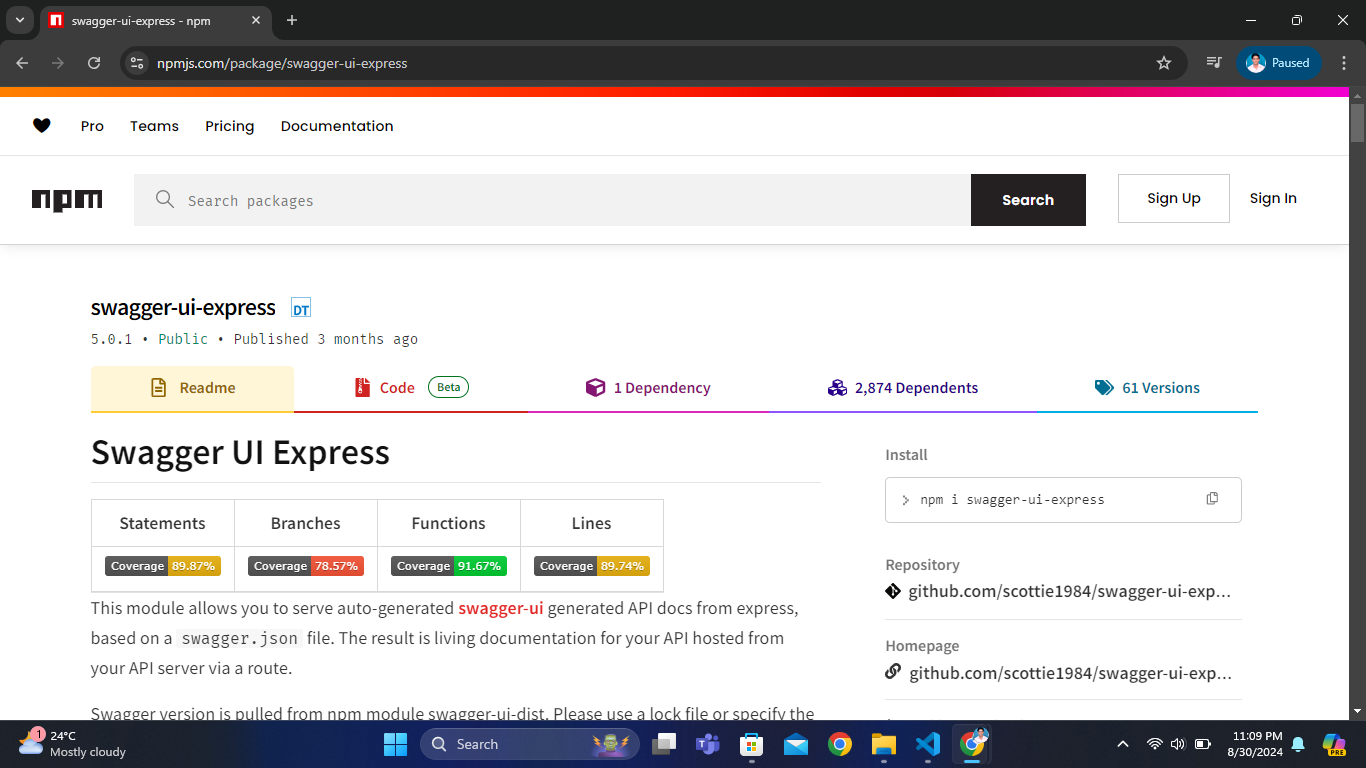 swagger-ui-express - npm
npmjs.com/package/swagger-ui-express
Paused
Pro Teams Pricing Documentation
npm
Search packages
Search
Sign Up
Sign In
swagger-ui-express DT
5.0.1 • Public • Published 3 months ago
Readme
Code Beta
1 Dependency
2,874 Dependents
61 Versions
Swagger UI Express
Statements Branches Functions Lines
Coverage 89.87% Coverage 78.57% Coverage 91.67% Coverage 89.74%
This module allows you to serve auto-generated swagger-ui generated API docs from express,
based on a swagger.json file. The result is living documentation for your API hosted from
your API server via a route.
Swagger version is pulled from npm module swagger-ui-dist. Please use a lock file or specify the
Install
npm i swagger-ui-express
Repository
github.com/scottie1984/swagger-ui-exp...
Homepage
github.com/scottie1984/swagger-ui-exp...
1
24°C
Mostly cloudy
Search
11:09 PM
8/30/2024
PRE